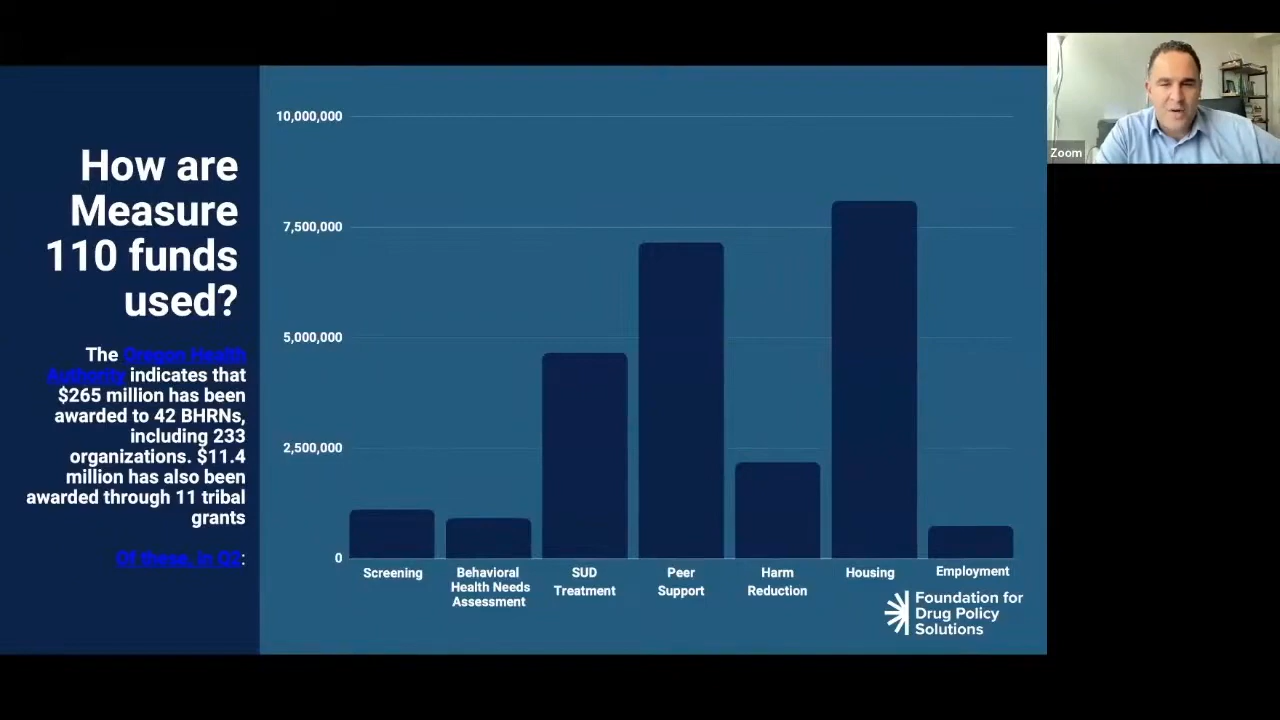 How are
Measure
110 funds
used?
The Oregon Health
Authority indicates that
$265 million has been
awarded to 42 BHRNs,
including 233
organizations. $11.4
million has also been
awarded through 11 tribal
grants
Of these, in Q2:
10,000,000
7,500,000
5,000,000
2,500,000
0
Screening
Behavioral
Health Needs
Assessment
SUD
Treatment
Peer
Support
Harm
Reduction
Housing
Employment
Foundation for
Drug Policy
Solutions
Zoom